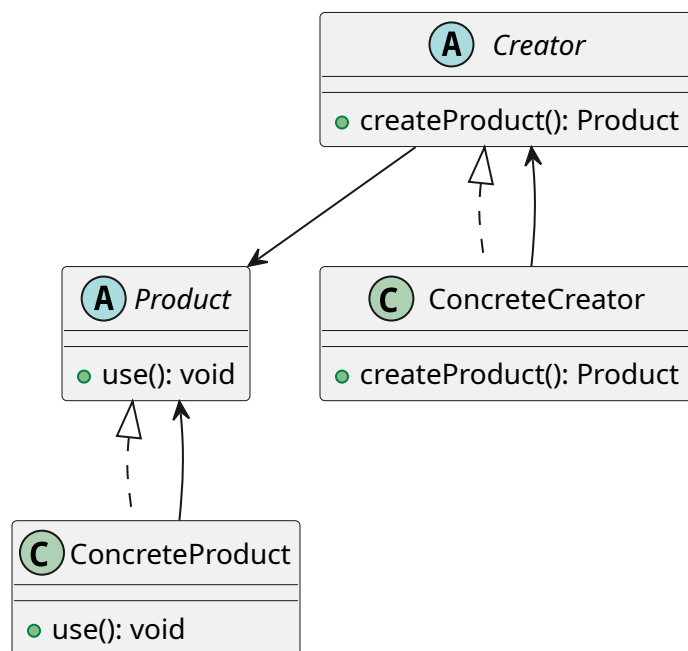 A Creator
createProduct(): Product
A Product
use(): void
C ConcreteCreator
createProduct(): Product
C ConcreteProduct
use(): void